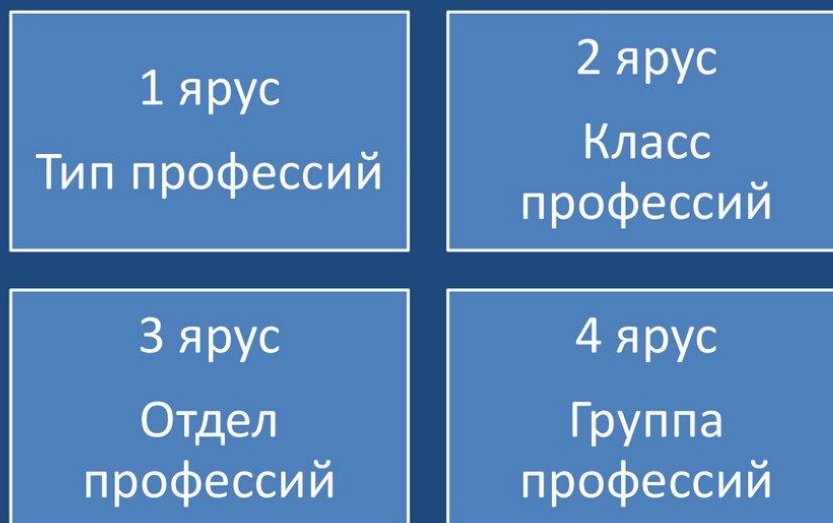 1 ярус
Тип профессий
2 ярус
Класс
профессий
3 ярус
Отдел
профессий
4 ярус
Группа
профессий